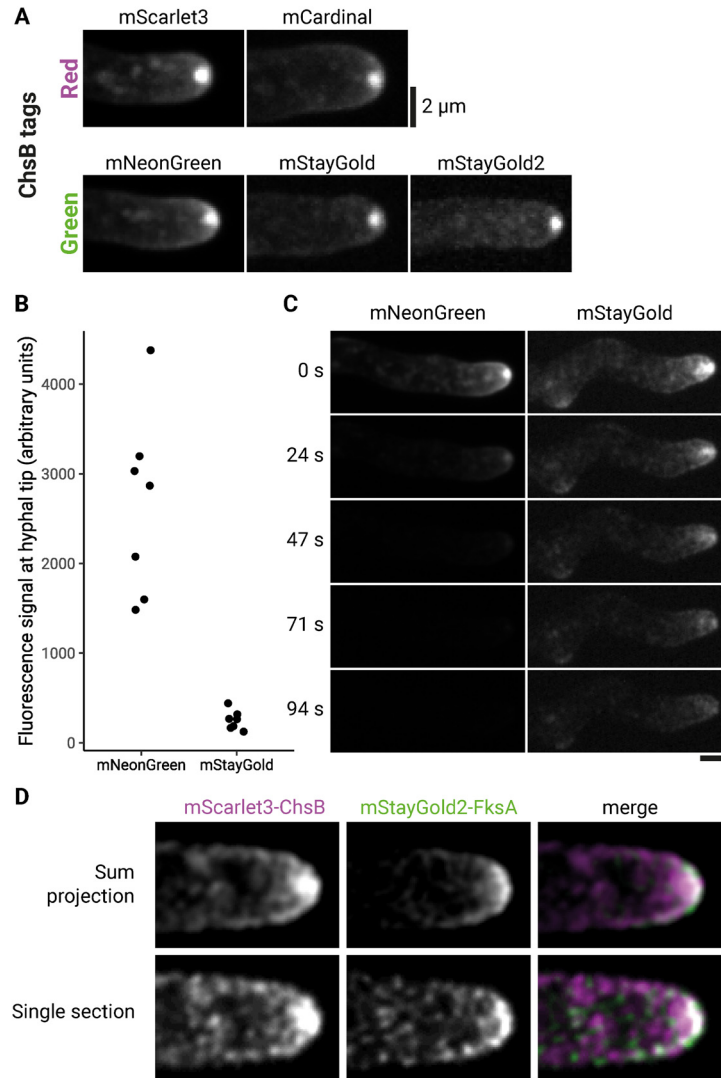 A
mScarlet3 mCardinal
Red
2 µm
ChsB tags
mNeonGreen mStayGold mStayGold2
Green
B
Fluorescence signal at hyphal tip (arbitrary units)
4000
3000
2000
1000
0
mNeonGreen mStayGold
C
mNeonGreen mStayGold
0 s
24 s
47 s
71 s
94 s
D
mScarlet3-ChsB mStayGold2-FksA merge
Sum
projection
Single section